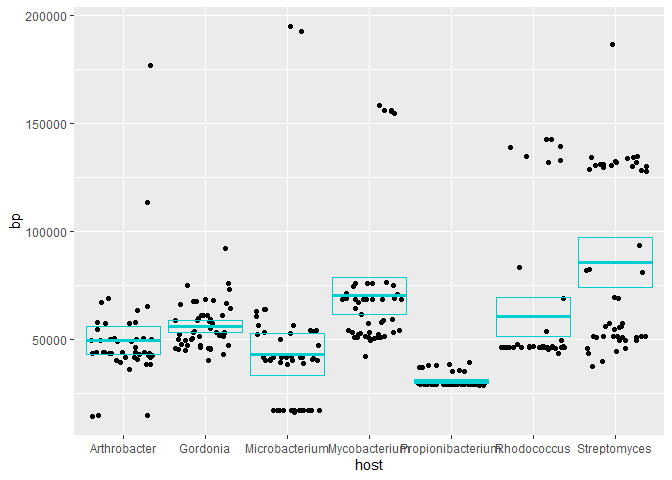 200000
150000
100000
50000
bp
Arthrobacter Gordonia Microbacterium Mycobacterium Propionibacterium Rhodococcus Streptomyces
host